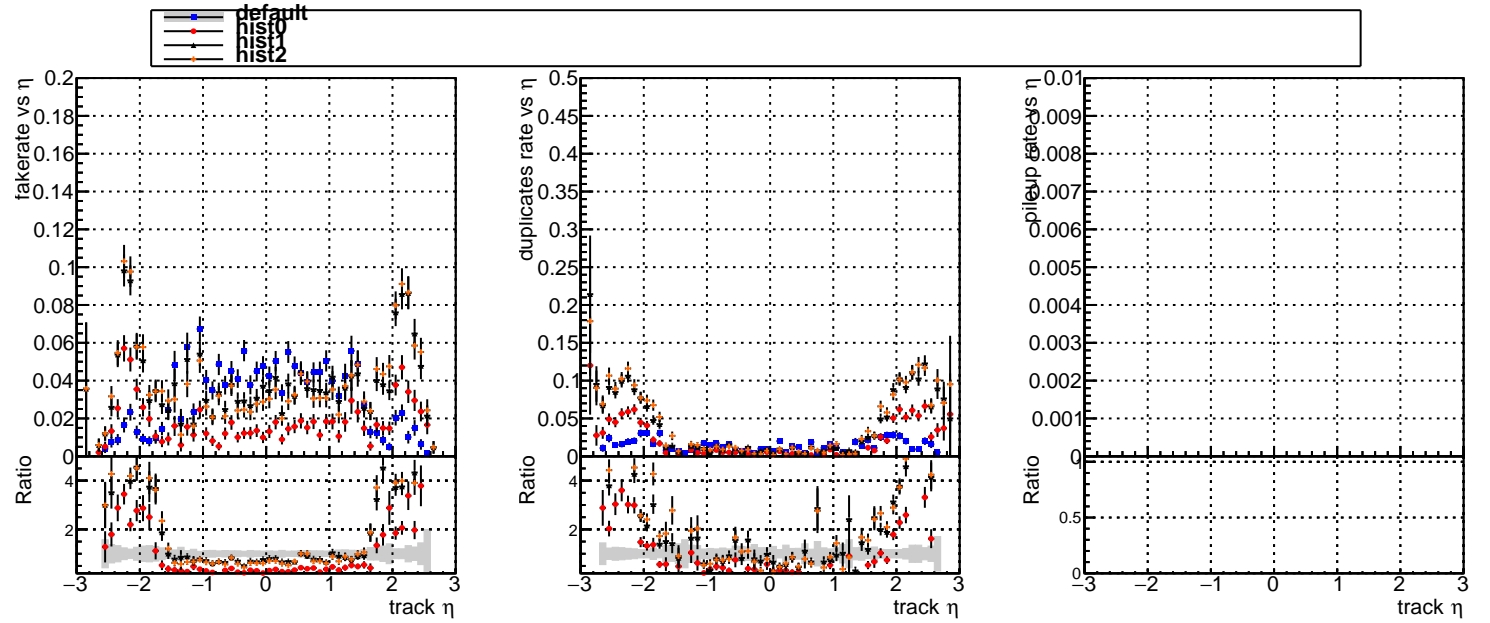 default
hist0
hist1
hist2
fakerate vs η
0.2
0.18
0.16
0.14
0.12
0.1
0.08
0.06
0.04
0.02
0
Ratio
4
2
−3 −2 −1 0 1 2 3
track η
duplicates rate vs η
0.5
0.45
0.4
0.35
0.3
0.25
0.2
0.15
0.1
0.05
0
Ratio
4
2
−3 −2 −1 0 1 2 3
track η
pileup rate vs η
0.01
0.009
0.008
0.007
0.006
0.005
0.004
0.003
0.002
0.001
Ratio
0.5
0
−3 −2 −1 0 1 2 3
track η